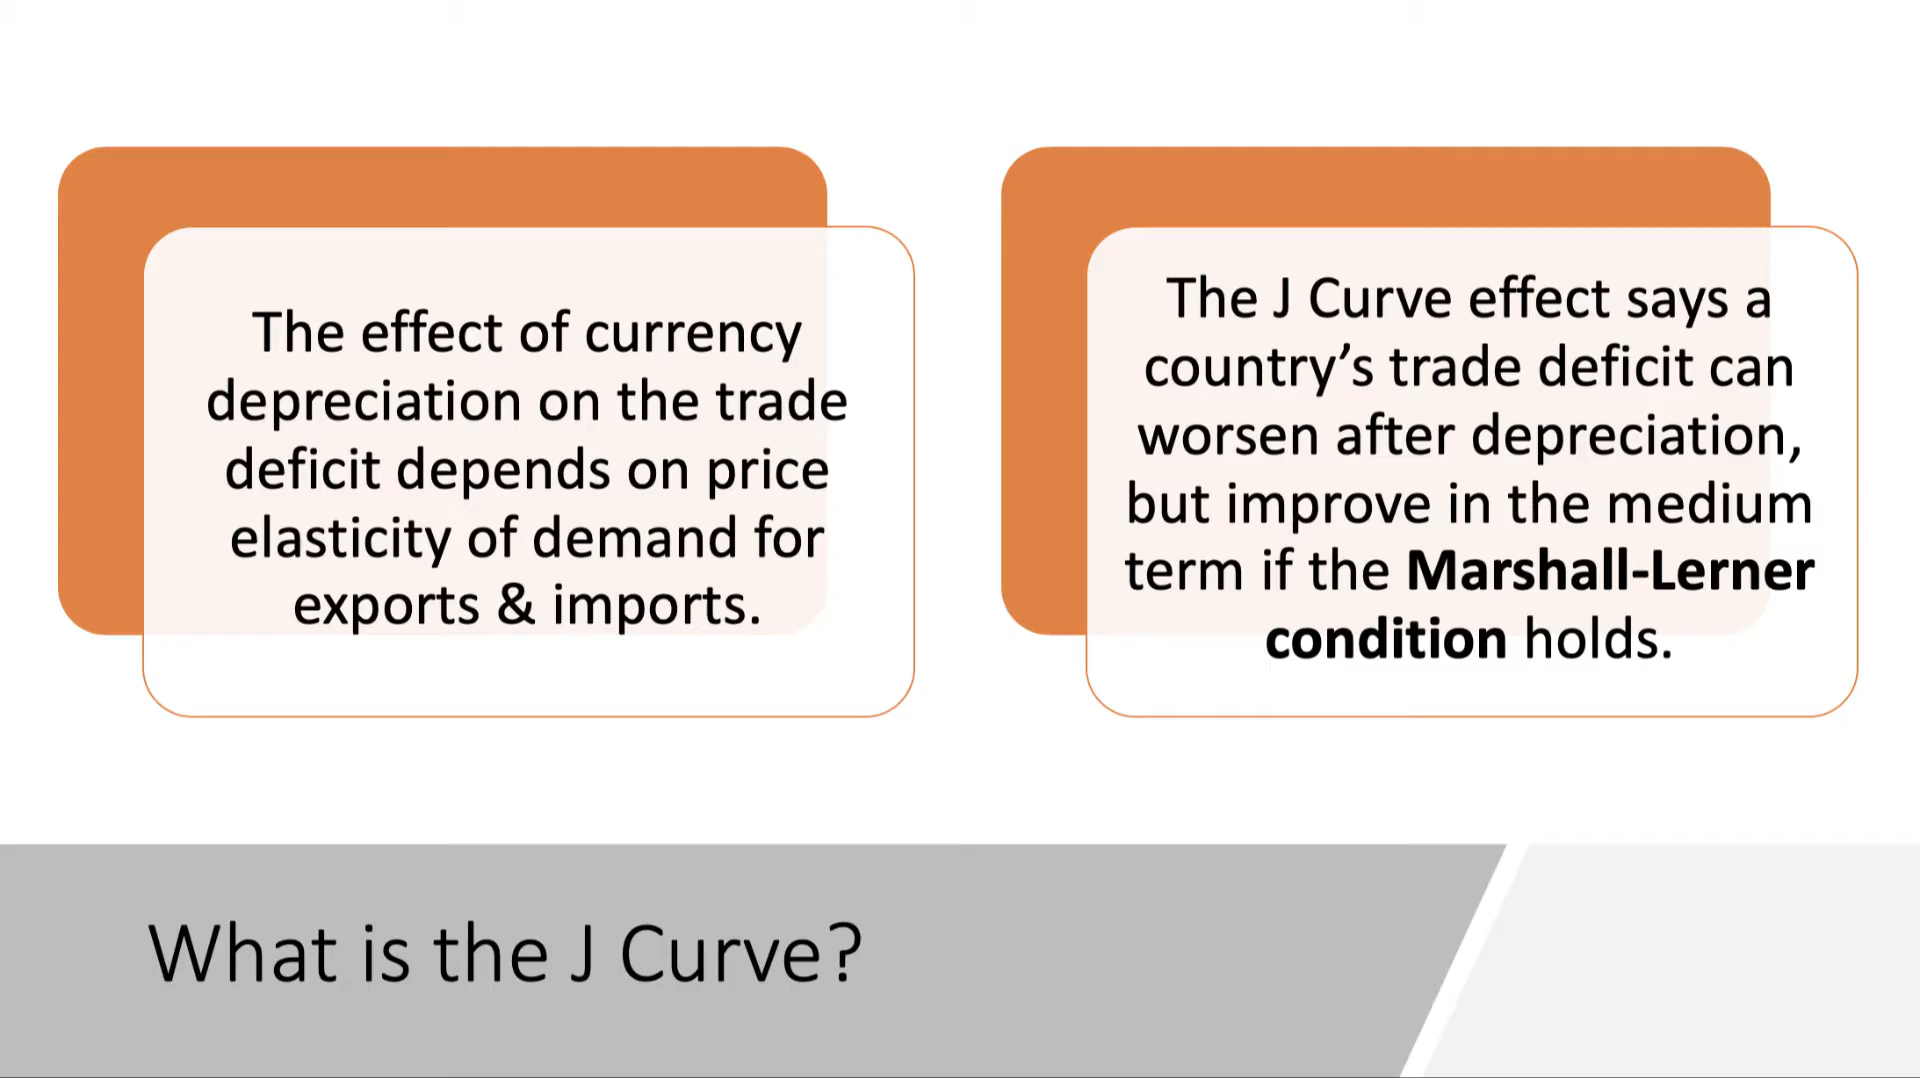 The effect of currency
depreciation on the trade
deficit depends on price
elasticity of demand for
exports & imports.
The J Curve effect says a
country’s trade deficit can
worsen after depreciation,
but improve in the medium
term if the Marshall-Lerner
condition holds.
What is the J Curve?